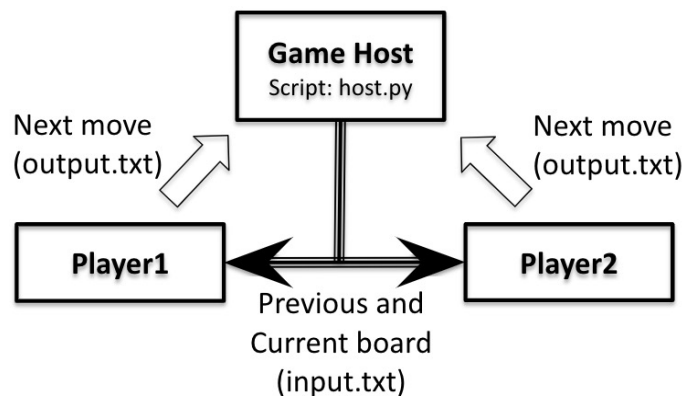 Game Host
Script: host.py
Next move
(output.txt)
Next move
(output.txt)
Player1
Player2
Previous and
Current board
(input.txt)